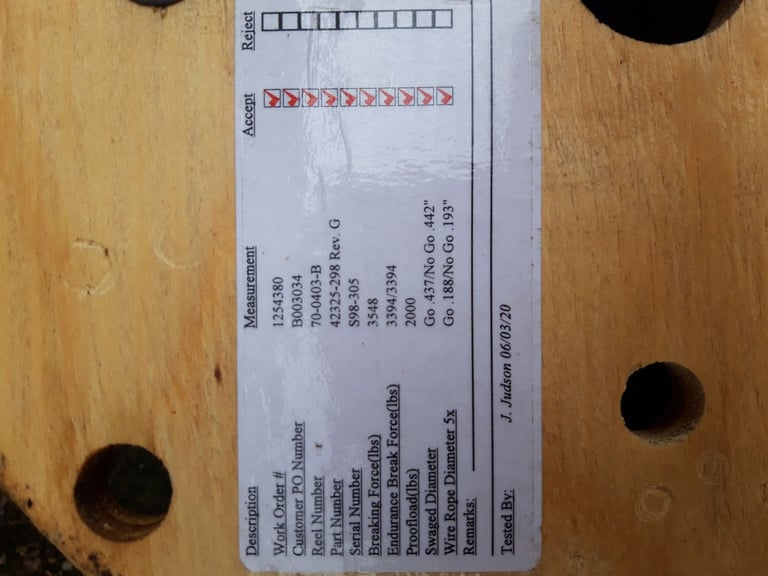 Description Measurement Accept Reject
Work Order # 1254380
Customer PO Number B003034
Reel Number 70-0403-B
Part Number 42325-298 Rev. G
Serial Number S98-305
Breaking Force(lbs) 3548
Endurance Break Force(lbs) 3394/3394
Proofload(lbs) 2000
Swaged Diameter Go .437/No Go .442"
Wire Rope Diameter 5x Go .188/No Go .193"
Remarks:
Tested By: J. Judson 06/03/20